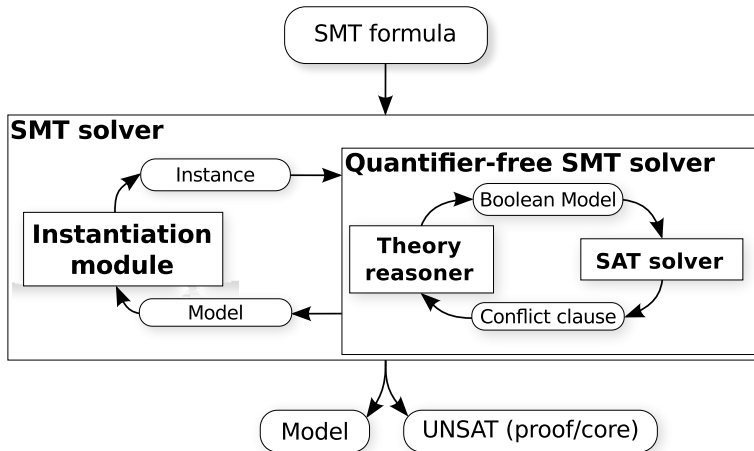 SMT formula
SMT solver
Quantifier-free SMT solver
Instance
Boolean Model
Instantiation
module
Theory
reasoner
SAT solver
Model
Conflict clause
Model
UNSAT (proof/core)